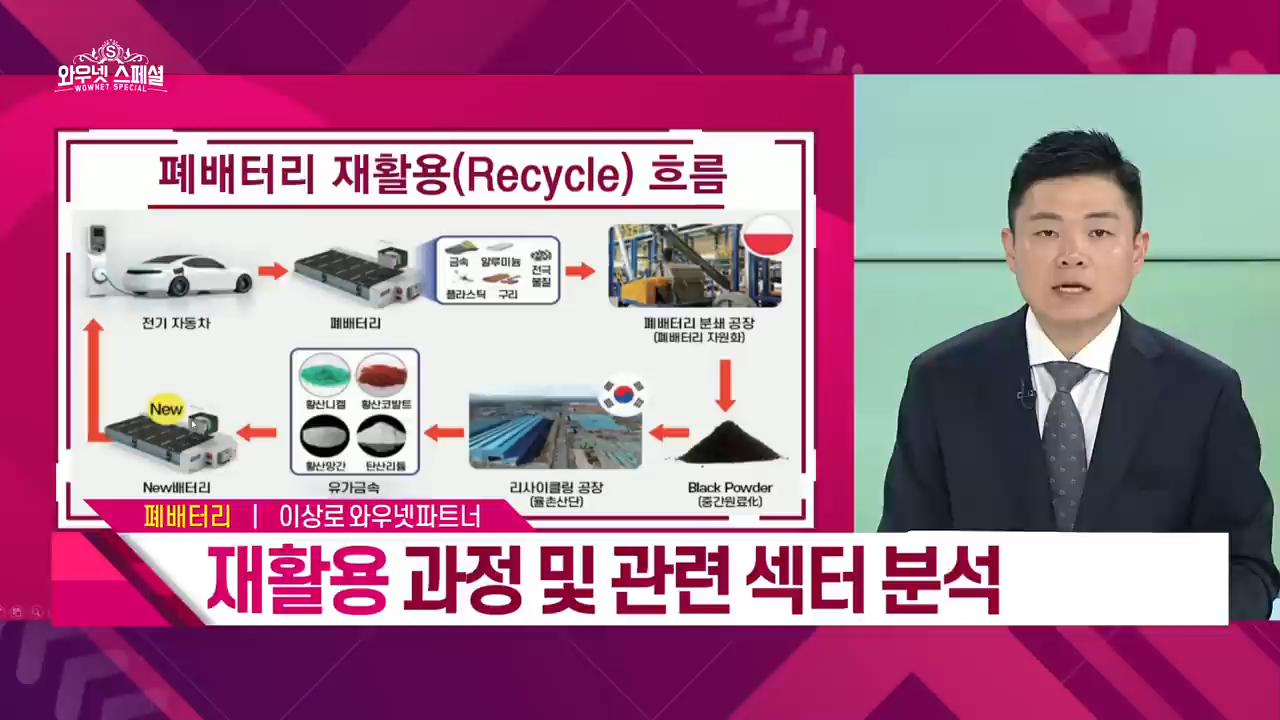 와우넷 스페셜
WOWNET SPECIAL
폐배터리 재활용(Recycle) 흐름
금속 알루미늄
전극
물질
플라스틱 구리
전기 자동차
폐배터리
폐배터리 분쇄 공장
(폐배터리 자원화)
New
황산니켈 황산코발트
황산망간 탄산리튬
New배터리
유가금속
리사이클링 공장
(율촌산단)
Black Powder
(중간원료化)
폐배터리 | 이상로 와우넷파트너
재활용 과정 및 관련 섹터 분석